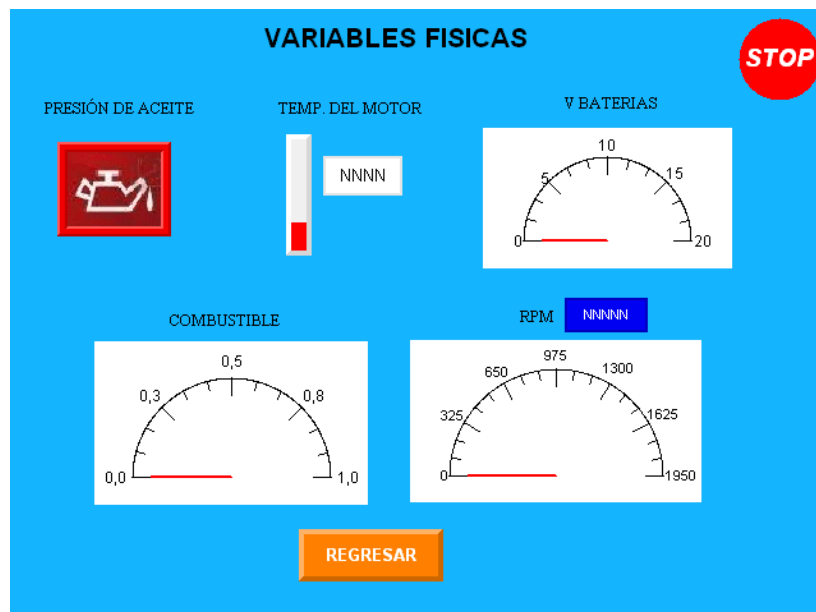 VARIABLES FISICAS
STOP
PRESIÓN DE ACEITE
TEMP. DEL MOTOR
V BATERIAS
NNNN
0
5
10
15
20
COMBUSTIBLE
RPM
NNNNN
0,0
0,3
0,5
0,8
1,0
0
325
650
975
1300
1625
1950
REGRESAR